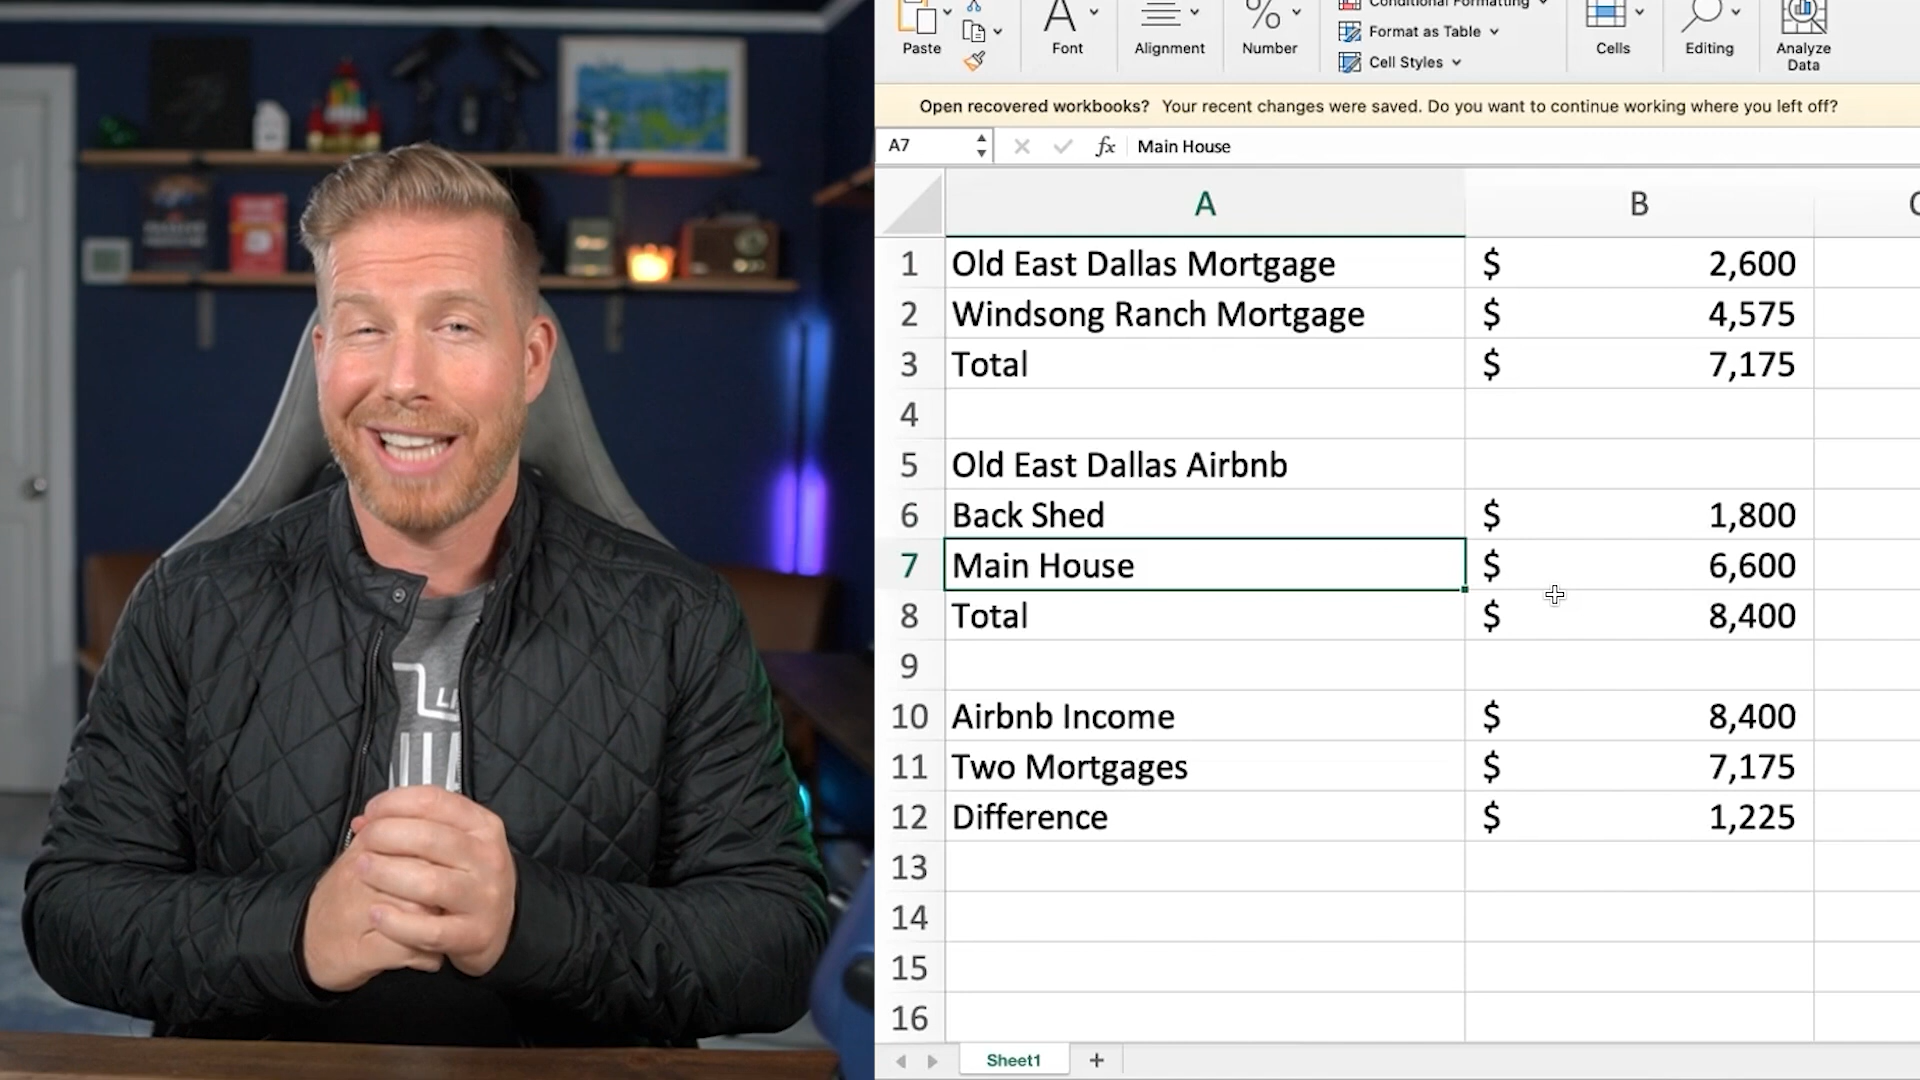 Paste
Font
Alignment
Number
Conditional Formatting
Format as Table
Cell Styles
Cells
Editing
Analyze
Data
Open recovered workbooks? Your recent changes were saved. Do you want to continue working where you left off?
A7 fx Main House
A B C
1 Old East Dallas Mortgage $ 2,600
2 Windsong Ranch Mortgage $ 4,575
3 Total $ 7,175
4
5 Old East Dallas Airbnb
6 Back Shed $ 1,800
7 Main House $ 6,600
8 Total $ 8,400
9
10 Airbnb Income $ 8,400
11 Two Mortgages $ 7,175
12 Difference $ 1,225
13
14
15
16
Sheet1 +